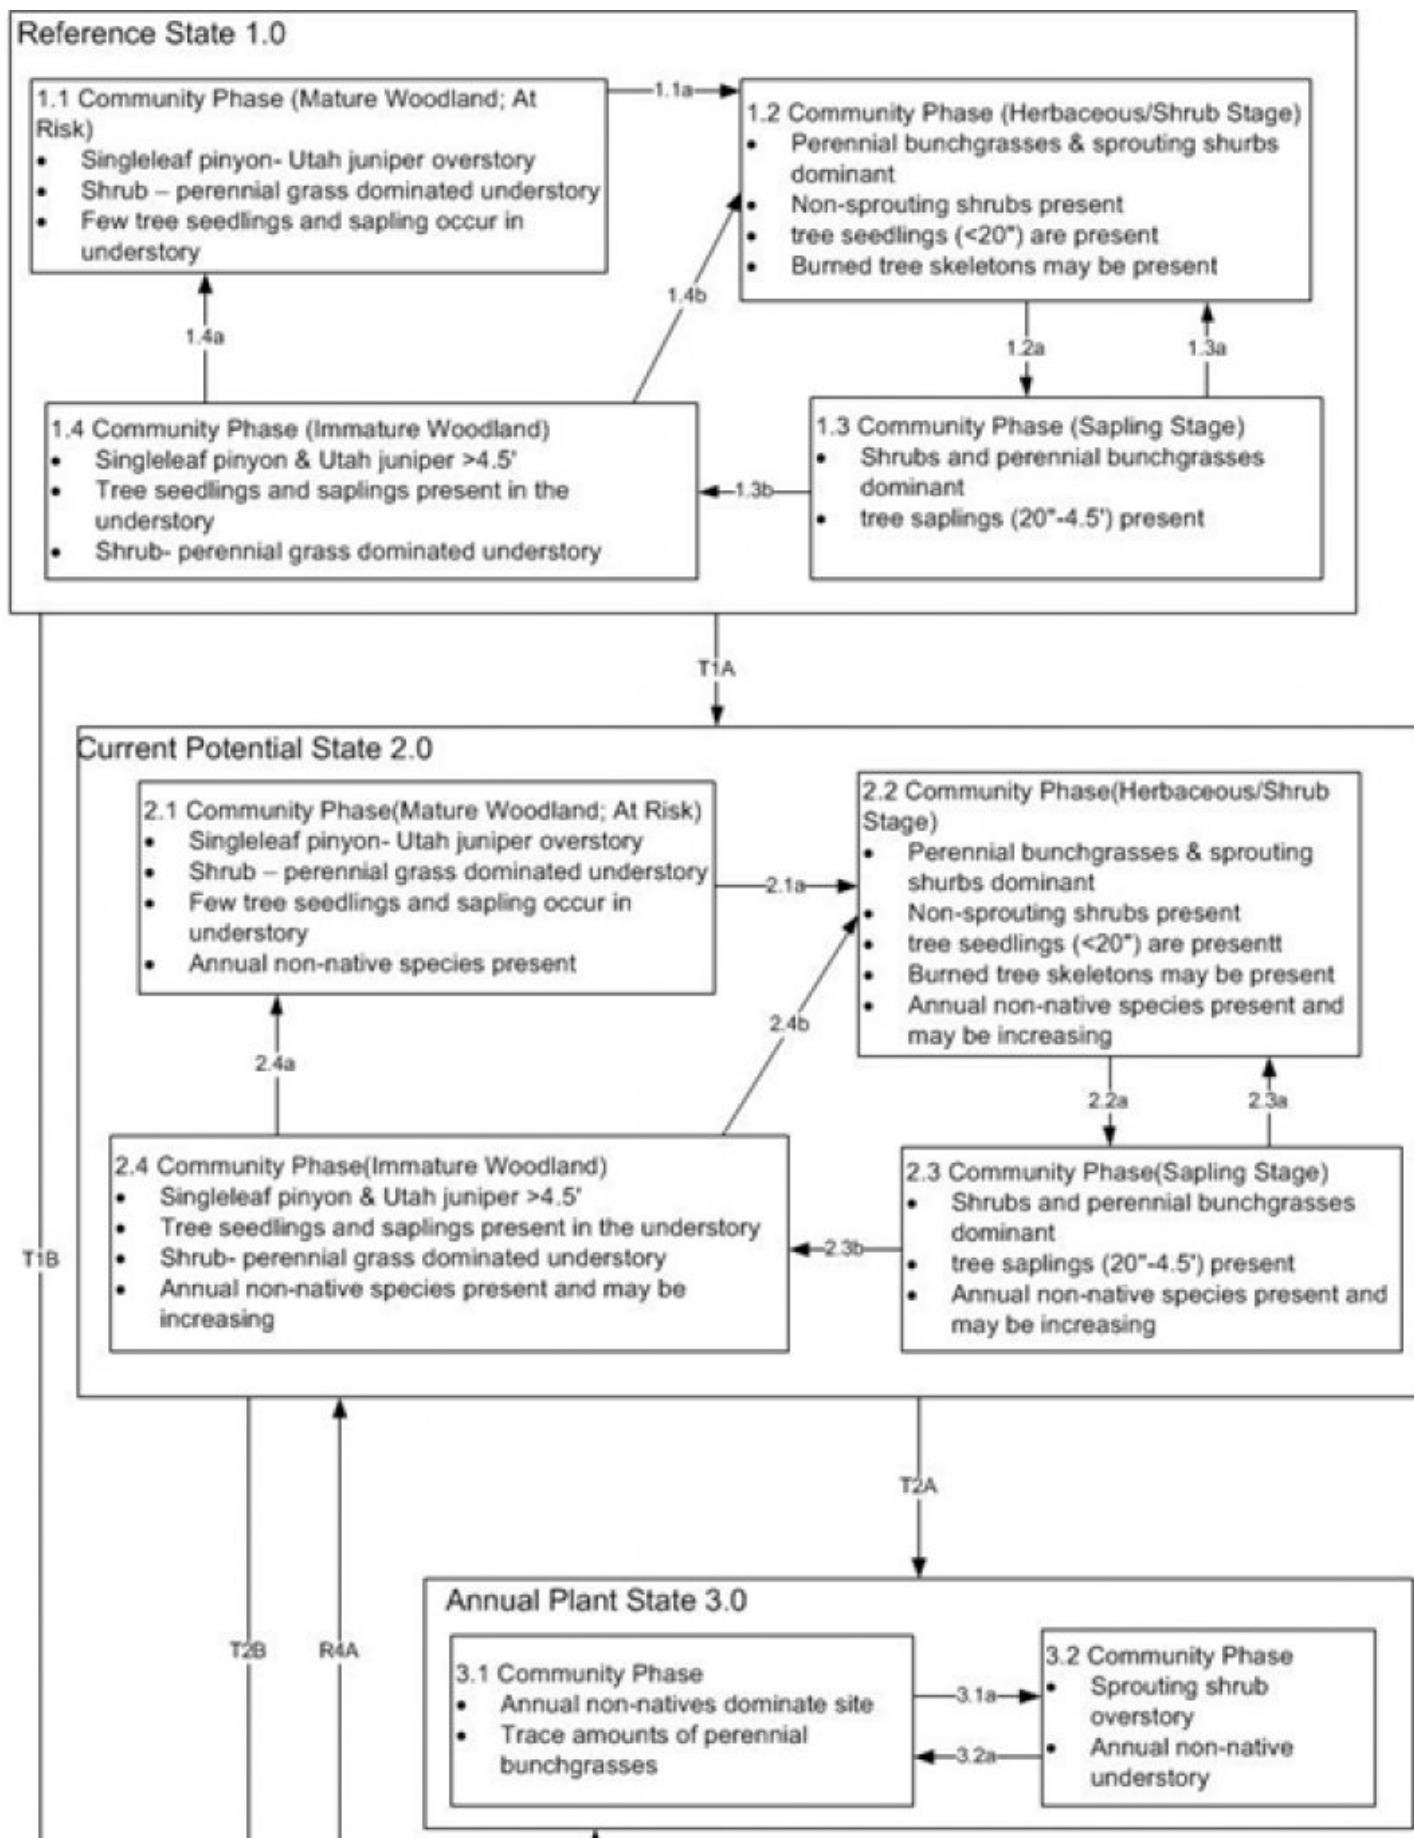 Reference State 1.0
1.1 Community Phase (Mature Woodland; At
Risk)
• Singleleaf pinyon- Utah juniper overstory
• Shrub – perennial grass dominated understory
• Few tree seedlings and sapling occur in
understory
1.1a
1.2 Community Phase (Herbaceous/Shrub Stage)
• Perennial bunchgrasses & sprouting shurbs
dominant
• Non-sprouting shrubs present
• tree seedlings (<20") are present
• Burned tree skeletons may be present
1.4a
1.4b
1.2a
1.3a
1.4 Community Phase (Immature Woodland)
• Singleleaf pinyon & Utah juniper >4.5'
• Tree seedlings and saplings present in the
understory
• Shrub- perennial grass dominated understory
1.3b
1.3 Community Phase (Sapling Stage)
• Shrubs and perennial bunchgrasses
dominant
• tree saplings (20"-4.5') present
T1A
Current Potential State 2.0
2.1 Community Phase(Mature Woodland; At Risk)
• Singleleaf pinyon- Utah juniper overstory
• Shrub – perennial grass dominated understory
• Few tree seedlings and sapling occur in
understory
• Annual non-native species present
2.1a
2.2 Community Phase(Herbaceous/Shrub
Stage)
• Perennial bunchgrasses & sprouting
shurbs dominant
• Non-sprouting shrubs present
• tree seedlings (<20") are presentt
• Burned tree skeletons may be present
• Annual non-native species present and
may be increasing
2.4a
2.4b
2.2a
2.3a
2.4 Community Phase(Immature Woodland)
• Singleleaf pinyon & Utah juniper >4.5'
• Tree seedlings and saplings present in the understory
• Shrub- perennial grass dominated understory
• Annual non-native species present and may be
increasing
2.3b
2.3 Community Phase(Sapling Stage)
• Shrubs and perennial bunchgrasses
dominant
• tree saplings (20"-4.5') present
• Annual non-native species present and
may be increasing
T1B
T2A
T2B
R4A
Annual Plant State 3.0
3.1 Community Phase
• Annual non-natives dominate site
• Trace amounts of perennial
bunchgrasses
3.1a
3.2a
3.2 Community Phase
• Sprouting shrub
overstory
• Annual non-native
understory